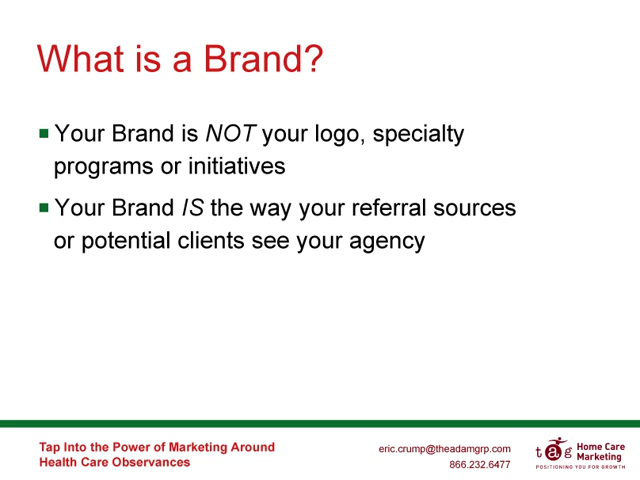 What is a Brand?
Your Brand is NOT your logo, specialty
programs or initiatives
Your Brand IS the way your referral sources
or potential clients see your agency
Tap Into the Power of Marketing Around
Health Care Observances
eric.crump@theadamgrp.com
866.232.6477
tag
Home Care
Marketing
POSITIONING YOU FOR GROWTH